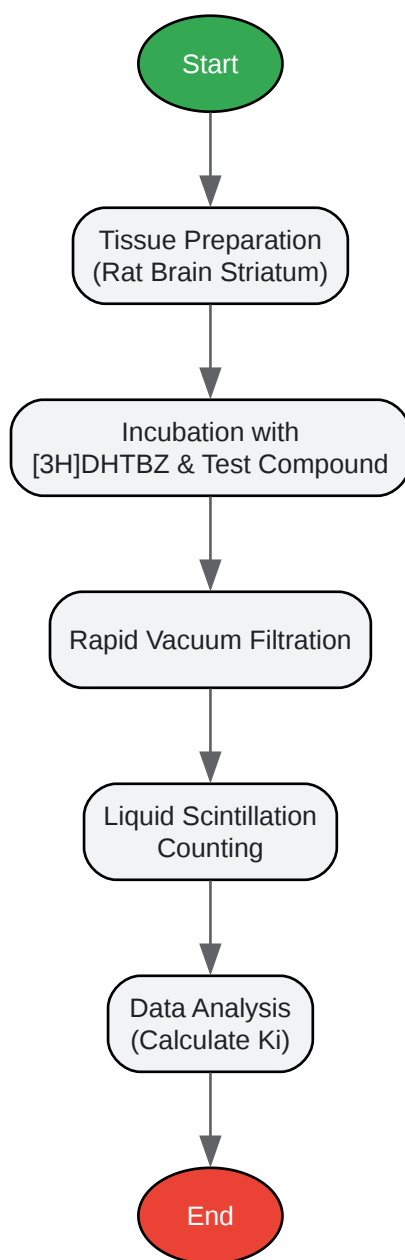 Start
Tissue Preparation
(Rat Brain Striatum)
Incubation with
[3H]DHTBZ & Test Compound
Rapid Vacuum Filtration
Liquid Scintillation
Counting
Data Analysis
(Calculate Ki)
End